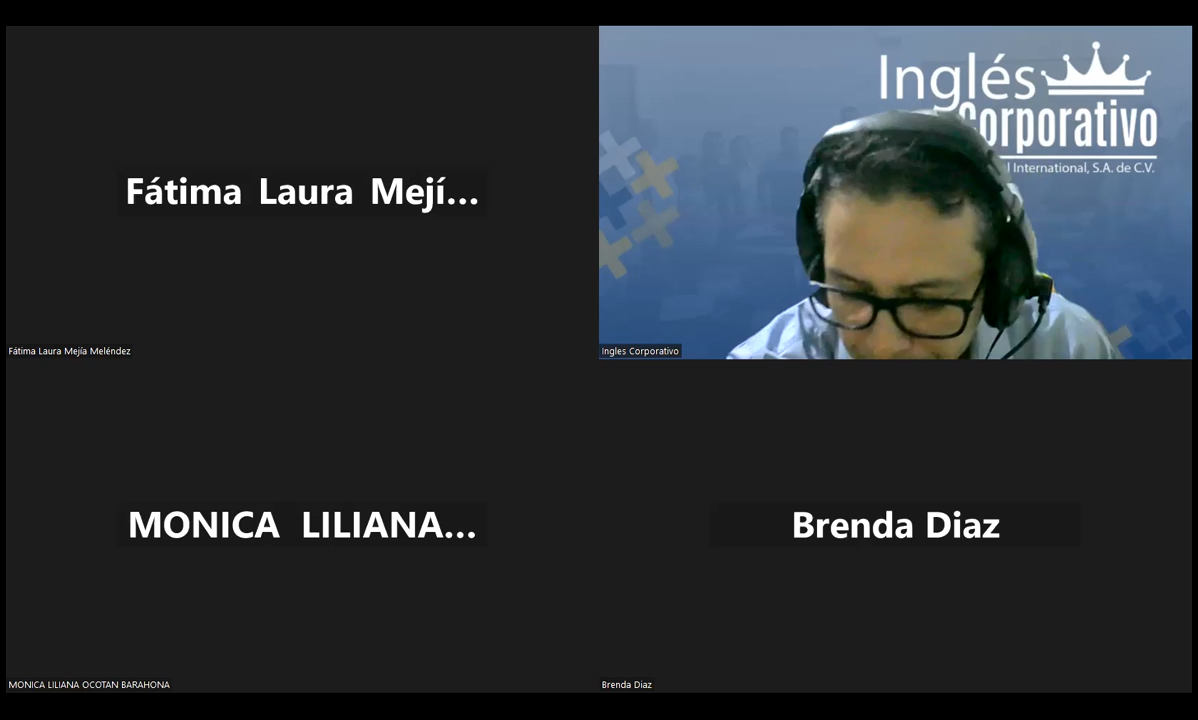 Fátima Laura Mejí...
Fátima Laura Mejía Meléndez
Inglés
Corporativo
l International, S.A. de C.V.
Ingles Corporativo
MONICA LILIANA...
MONICA LILIANA OCOTAN BARAHONA
Brenda Diaz
Brenda Diaz